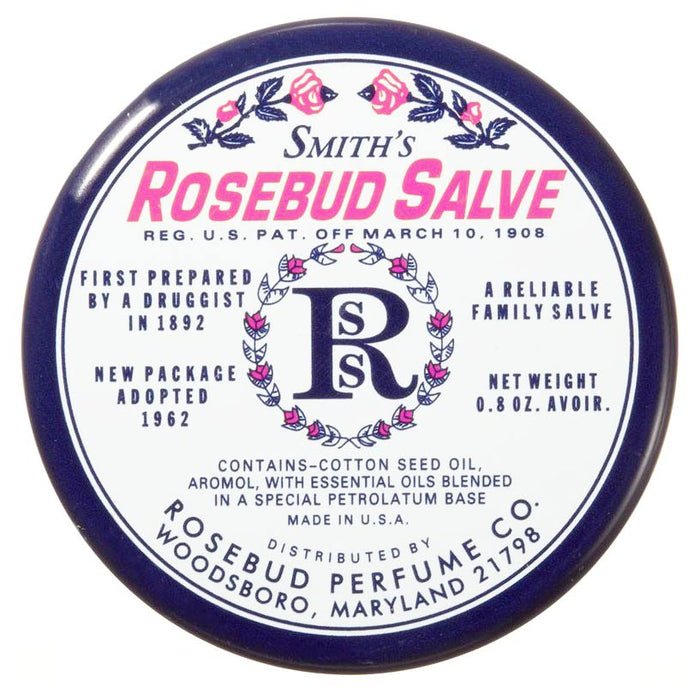 SMITH'S
ROSEBUD SALVE
REG. U.S. PAT. OFF MARCH 10, 1908
FIRST PREPARED
BY A DRUGGIST
IN 1892
NEW PACKAGE
ADOPTED
1962
RSS
A RELIABLE
FAMILY SALVE
NET WEIGHT
0.8 OZ. AVOIR.
CONTAINS-COTTON SEED OIL,
AROMOL, WITH ESSENTIAL OILS BLENDED
IN A SPECIAL PETROLATUM BASE
MADE IN U.S.A.
DISTRIBUTED BY
ROSEBUD PERFUME CO.
WOODSBORO, MARYLAND 21798